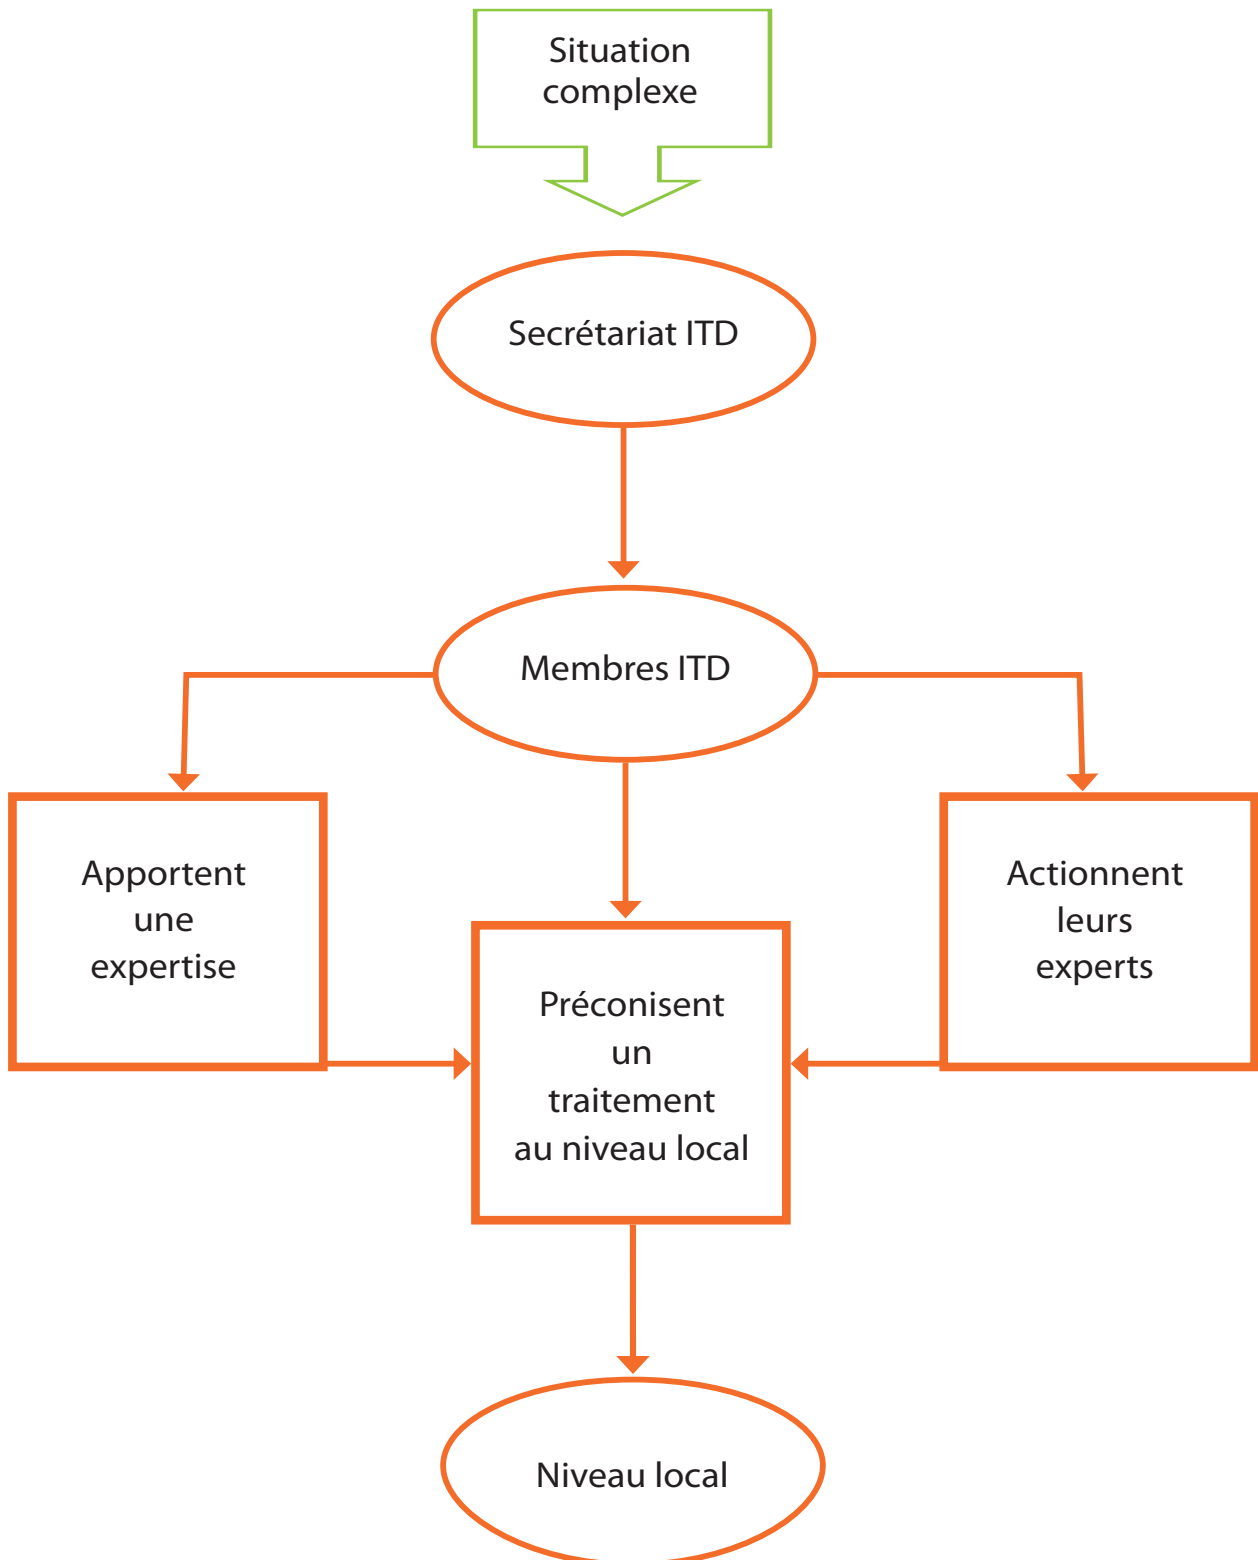 Situation
complexe
Secrétariat ITD
Membres ITD
Apportent
une
expertise
Actionnent
leurs
experts
Préconisent
un
traitement
au niveau local
Niveau local